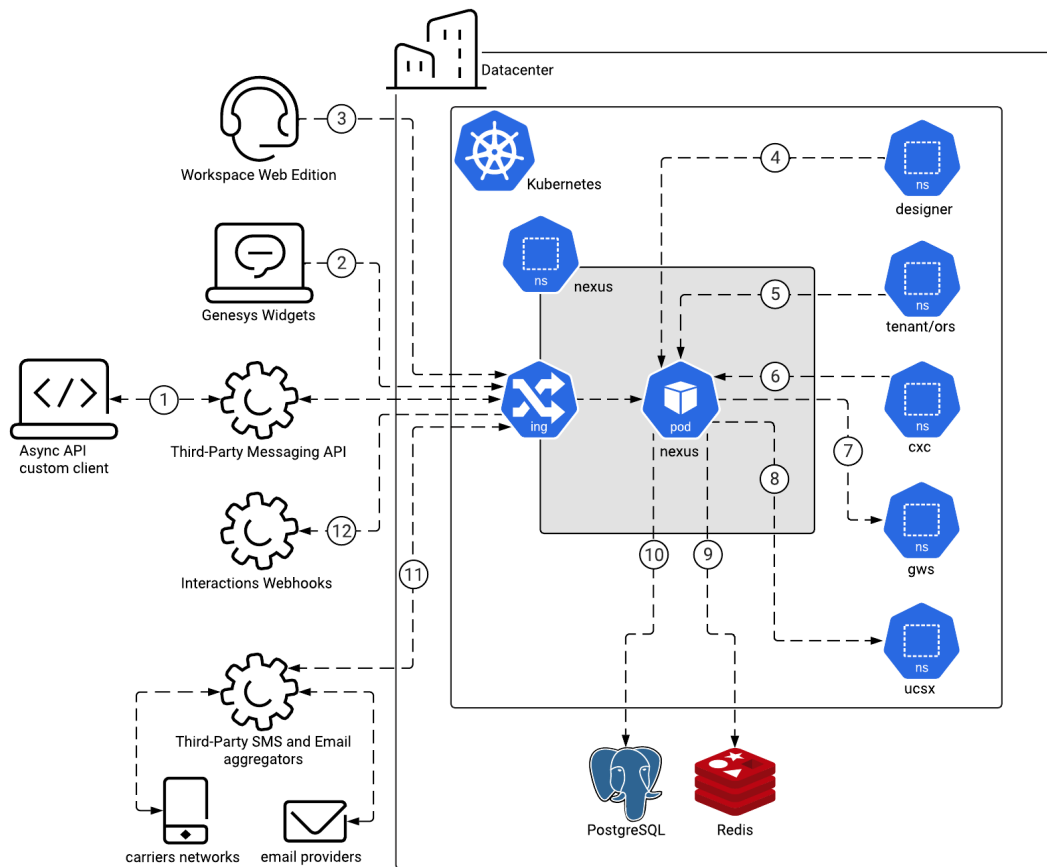 Datacenter
3
Workspace Web Edition
Kubernetes
4
ns
designer
2
Genesys Widgets
ns
nexus
5
ns
tenant/ors
1
Async API
custom client
Third-Party Messaging API
ing
pod
nexus
6
ns
cxc
7
8
12
Interactions Webhooks
11
10
9
ns
gws
ns
ucsx
Third-Party SMS and Email
aggregators
carriers networks
email providers
PostgreSQL
Redis